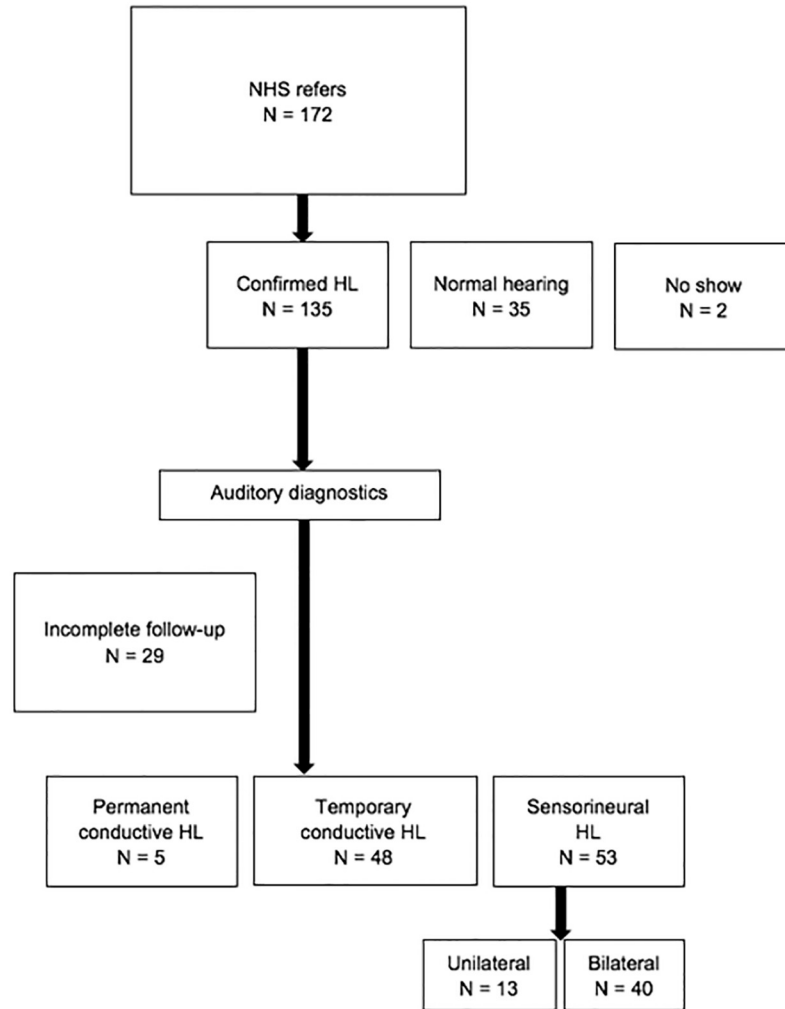 NHS refers
N = 172
Confirmed HL
N = 135
Normal hearing
N = 35
No show
N = 2
Auditory diagnostics
Incomplete follow-up
N = 29
Permanent
conductive HL
N = 5
Temporary
conductive HL
N = 48
Sensorineural
HL
N = 53
Unilateral
N = 13
Bilateral
N = 40